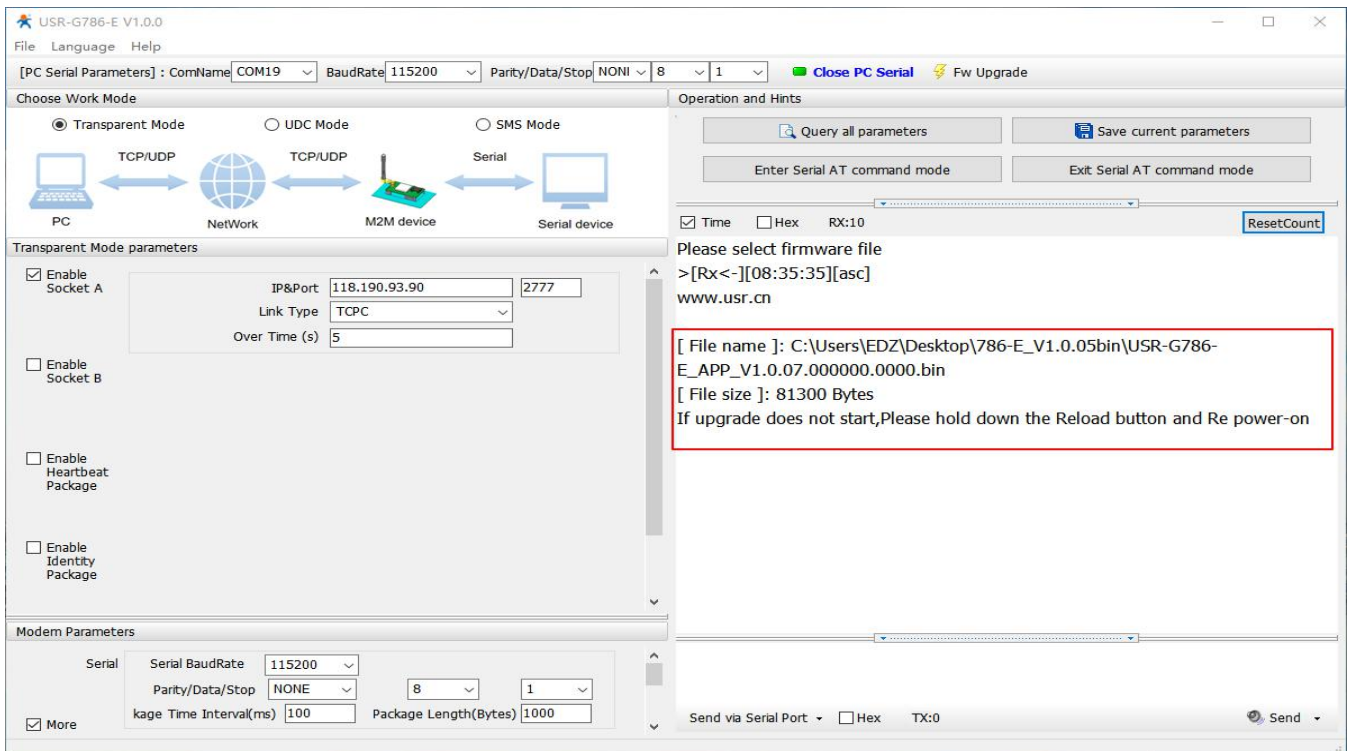 USR-G786-E V1.0.0
File Language Help
[PC Serial Parameters] : ComName COM19 BaudRate 115200 Parity/Data/Stop NONI 8 1 Close PC Serial Fw Upgrade
Choose Work Mode
Transparent Mode UDC Mode SMS Mode
TCP/UDP TCP/UDP Serial
PC NetWork M2M device Serial device
Transparent Mode parameters
Enable
Socket A
IP&Port 118.190.93.90 2777
Link Type TCPC
Over Time (s) 5
Enable
Socket B
Enable
Heartbeat
Package
Enable
Identity
Package
Modem Parameters
Serial Serial BaudRate 115200
Parity/Data/Stop NONE 8 1
kage Time Interval(ms) 100 Package Length(Bytes) 1000
More
Operation and Hints
Query all parameters Save current parameters
Enter Serial AT command mode Exit Serial AT command mode
Time Hex RX:10 ResetCount
Please select firmware file
>[Rx<-][08:35:35][asc]
www.usr.cn
[ File name ]: C:\Users\EDZ\Desktop\786-E_V1.0.05bin\USR-G786-
E_APP_V1.0.07.000000.0000.bin
[ File size ]: 81300 Bytes
If upgrade does not start,Please hold down the Reload button and Re power-on
Send via Serial Port Hex TX:0 Send